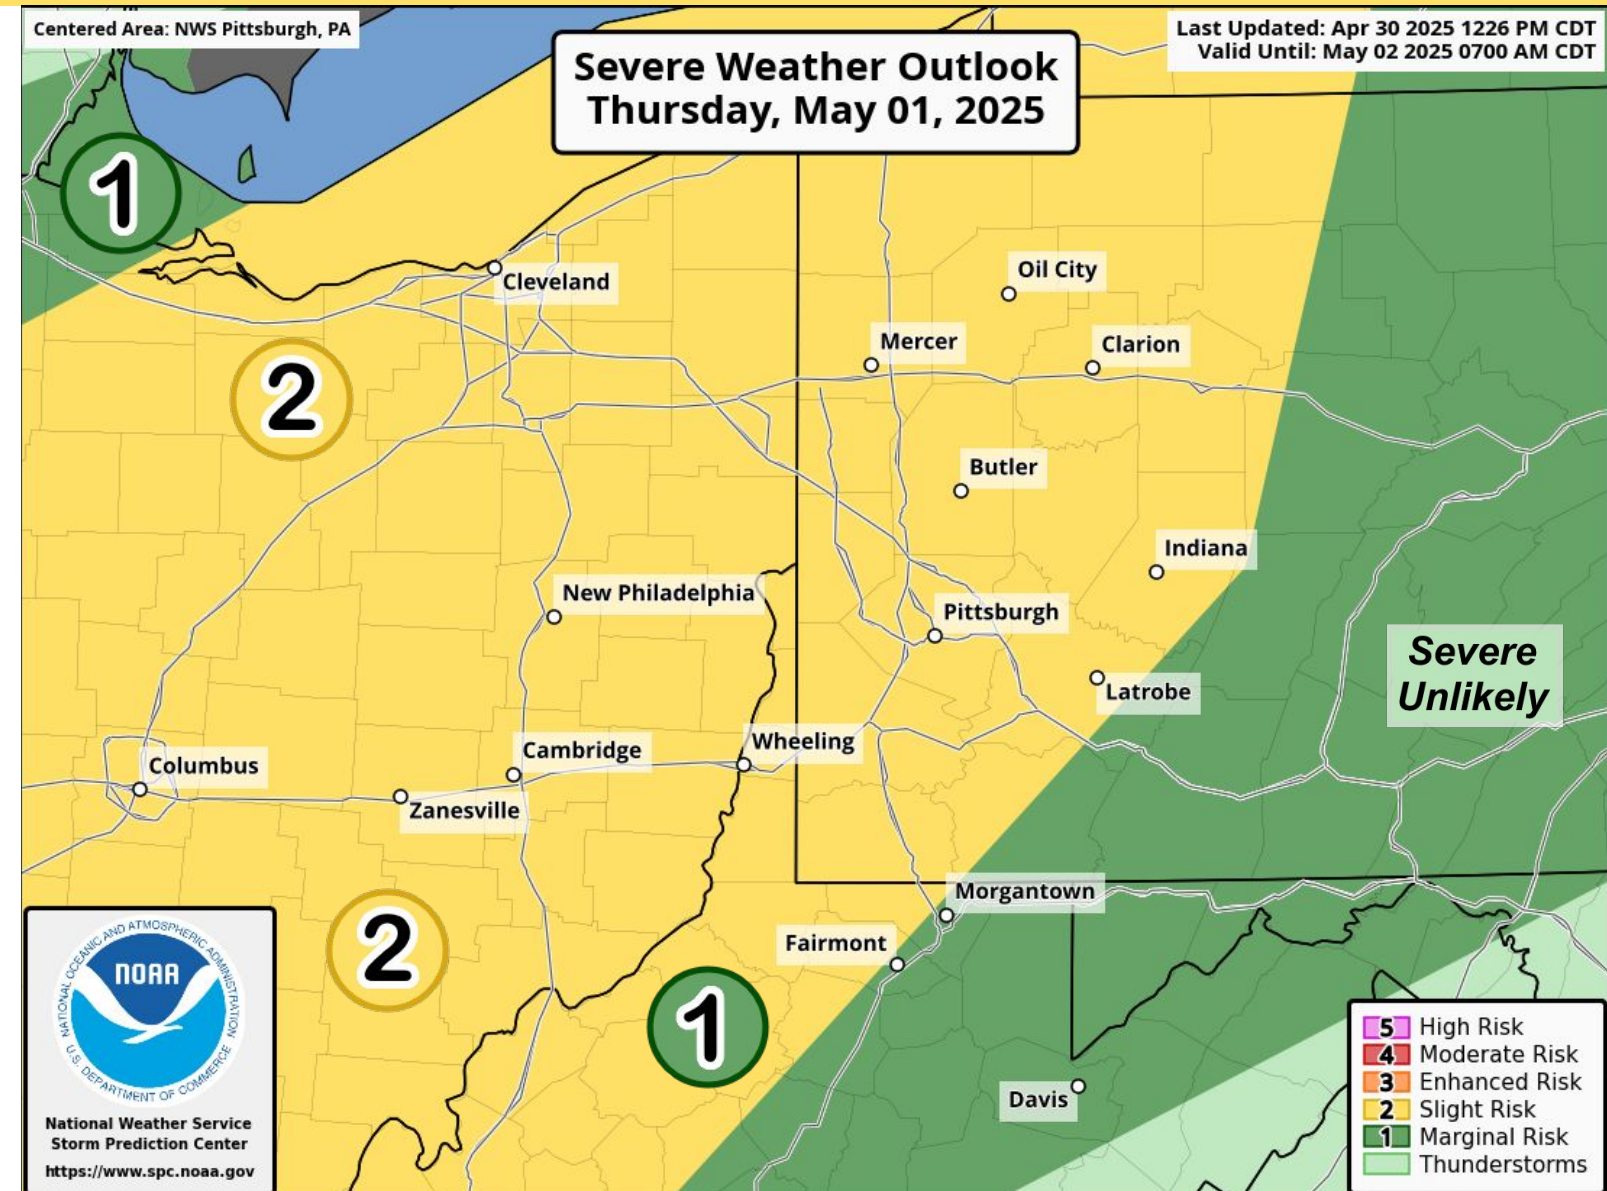 Centered Area: NWS Pittsburgh, PA
Severe Weather Outlook
Thursday, May 01, 2025
Last Updated: Apr 30 2025 1226 PM CDT
Valid Until: May 02 2025 0700 AM CDT
1
Cleveland
Oil City
Mercer
Clarion
2
Butler
Indiana
New Philadelphia
Pittsburgh
Severe
Unlikely
Latrobe
Wheeling
Cambridge
Columbus
Zanesville
Morgantown
Fairmont
2
1
Davis
NATIONAL OCEANIC AND ATMOSPHERIC ADMINISTRATION
NOAA
U.S. DEPARTMENT OF COMMERCE
National Weather Service
Storm Prediction Center
https://www.spc.noaa.gov
5 High Risk
4 Moderate Risk
3 Enhanced Risk
2 Slight Risk
1 Marginal Risk
Thunderstorms